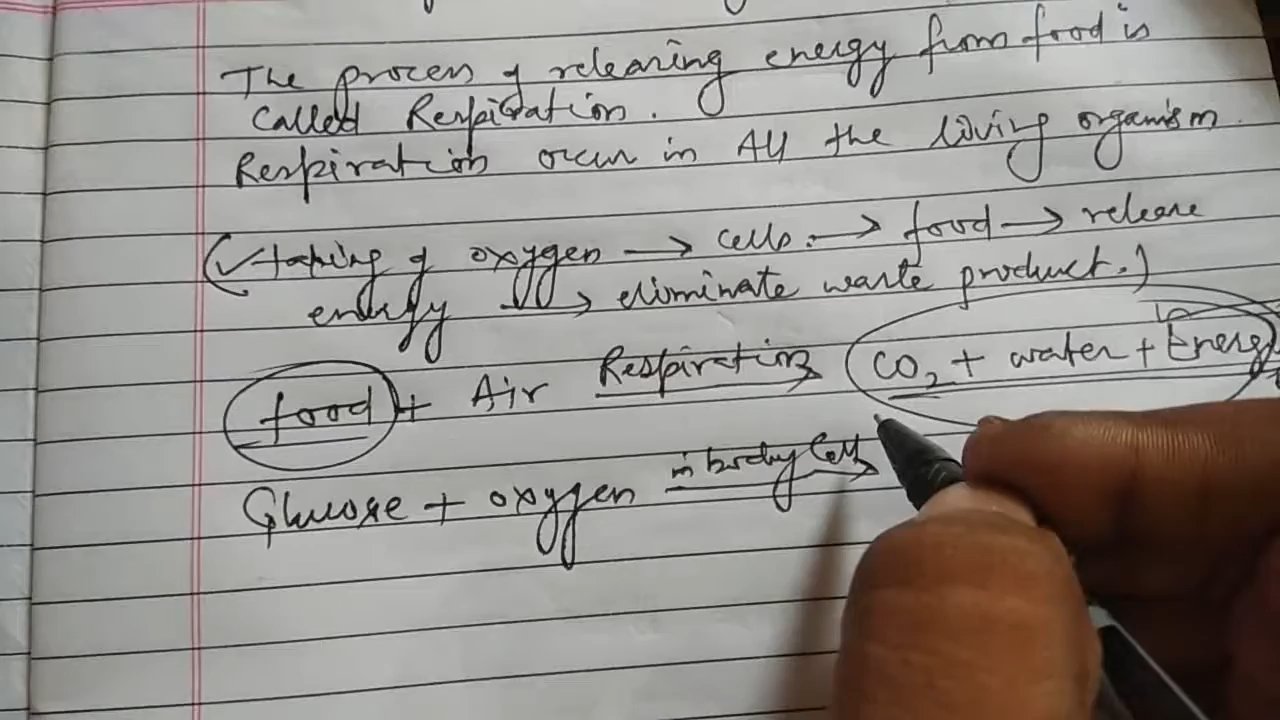 The process of releasing energy from food is
called Respiration.
Respiration occur in All the living organism.
(✓taking of oxygen → cells. → food → release
energy → eliminate waste product.)
food + Air Respiration → CO₂ + water + Energy
Glucose + oxygen in body cell →